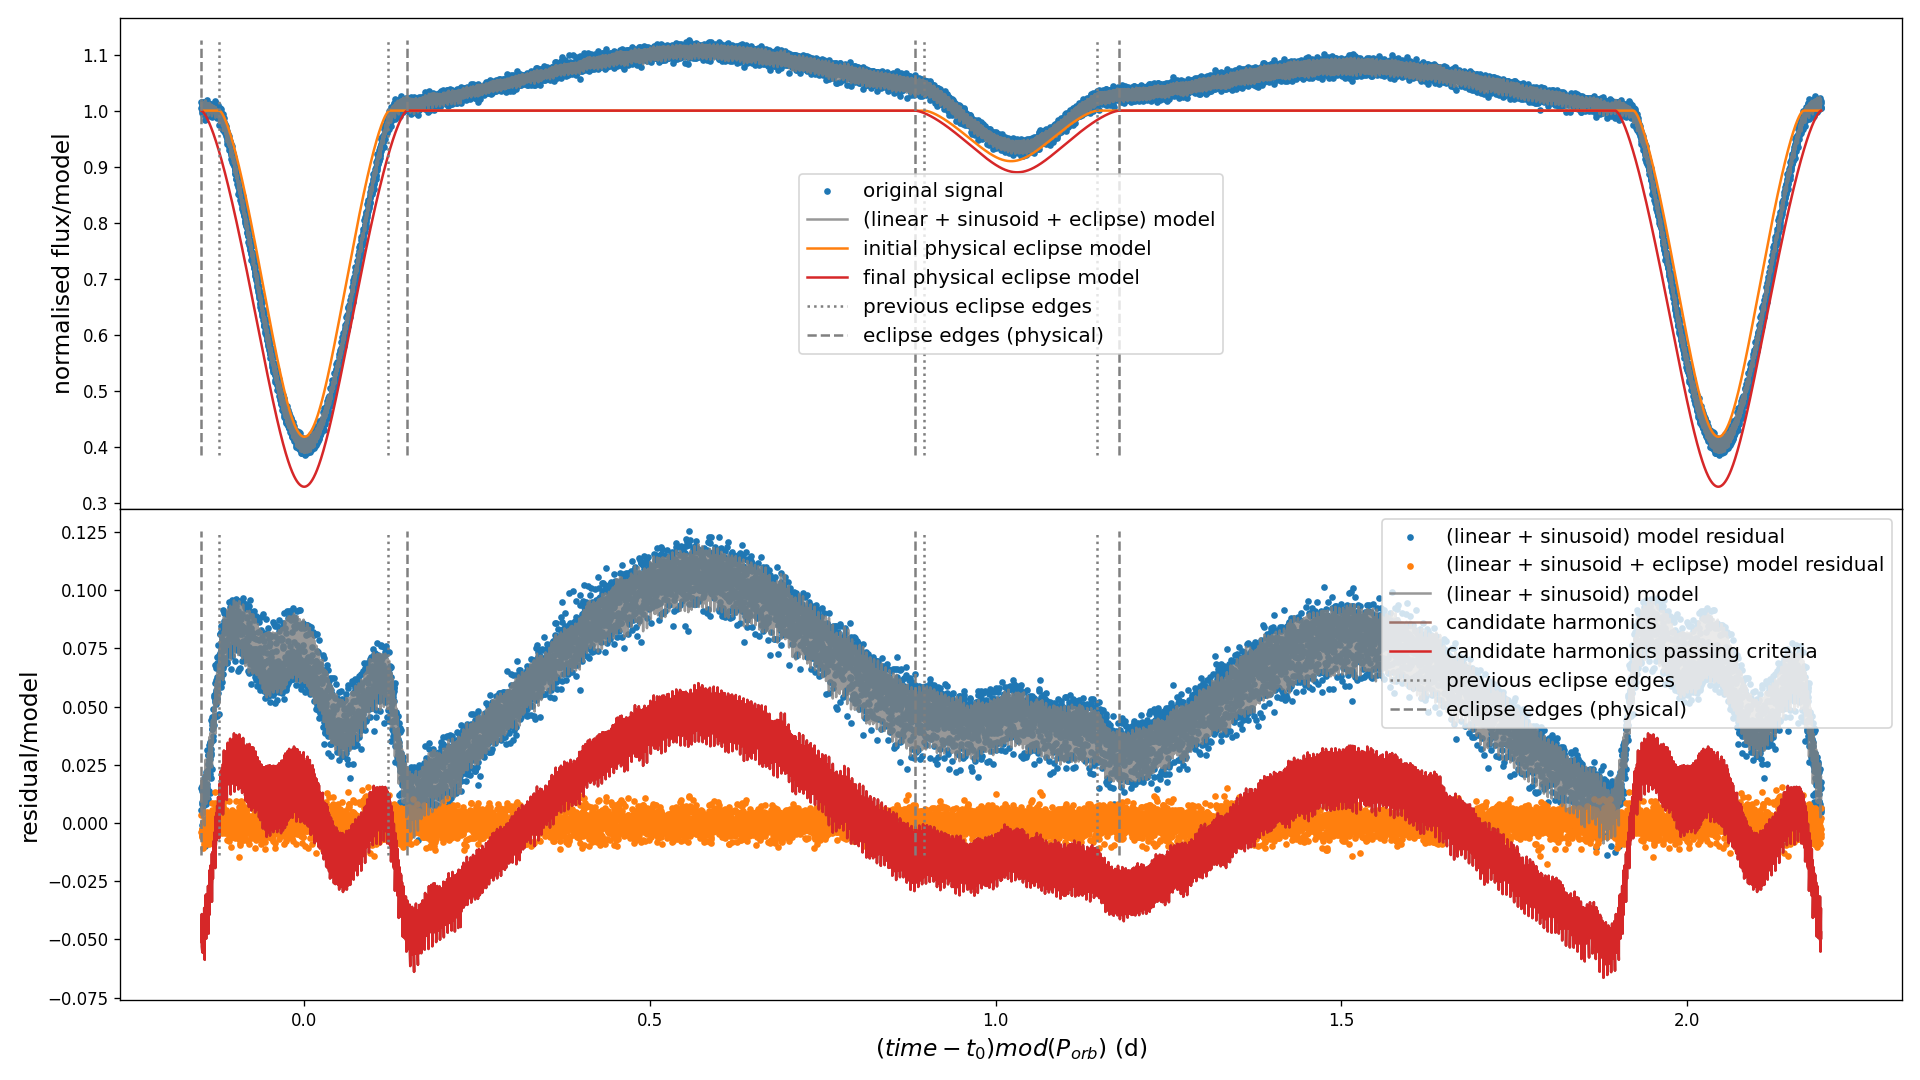 normalised flux/model
1.1
1.0
0.9
0.8
0.7
0.6
0.5
0.4
0.3
original signal
(linear + sinusoid + eclipse) model
initial physical eclipse model
final physical eclipse model
previous eclipse edges
eclipse edges (physical)
residual/model
0.125
0.100
0.075
0.050
0.025
0.000
−0.025
−0.050
−0.075
(linear + sinusoid) model residual
(linear + sinusoid + eclipse) model residual
(linear + sinusoid) model
candidate harmonics
candidate harmonics passing criteria
previous eclipse edges
eclipse edges (physical)
0.0 0.5 1.0 1.5 2.0
(time − t₀)mod(P_orb) (d)